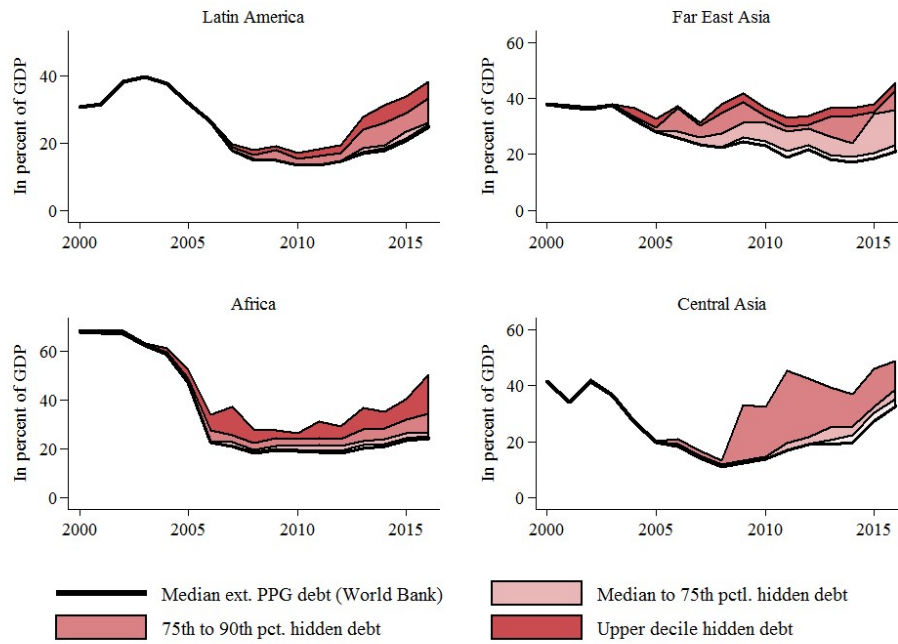 Latin America
In percent of GDP
40
20
0
2000 2005 2010 2015
Far East Asia
In percent of GDP
60
40
20
0
2000 2005 2010 2015
Africa
In percent of GDP
60
40
20
0
2000 2005 2010 2015
Central Asia
In percent of GDP
60
40
20
0
2000 2005 2010 2015
Median ext. PPG debt (World Bank)
Median to 75th pctl. hidden debt
75th to 90th pct. hidden debt
Upper decile hidden debt